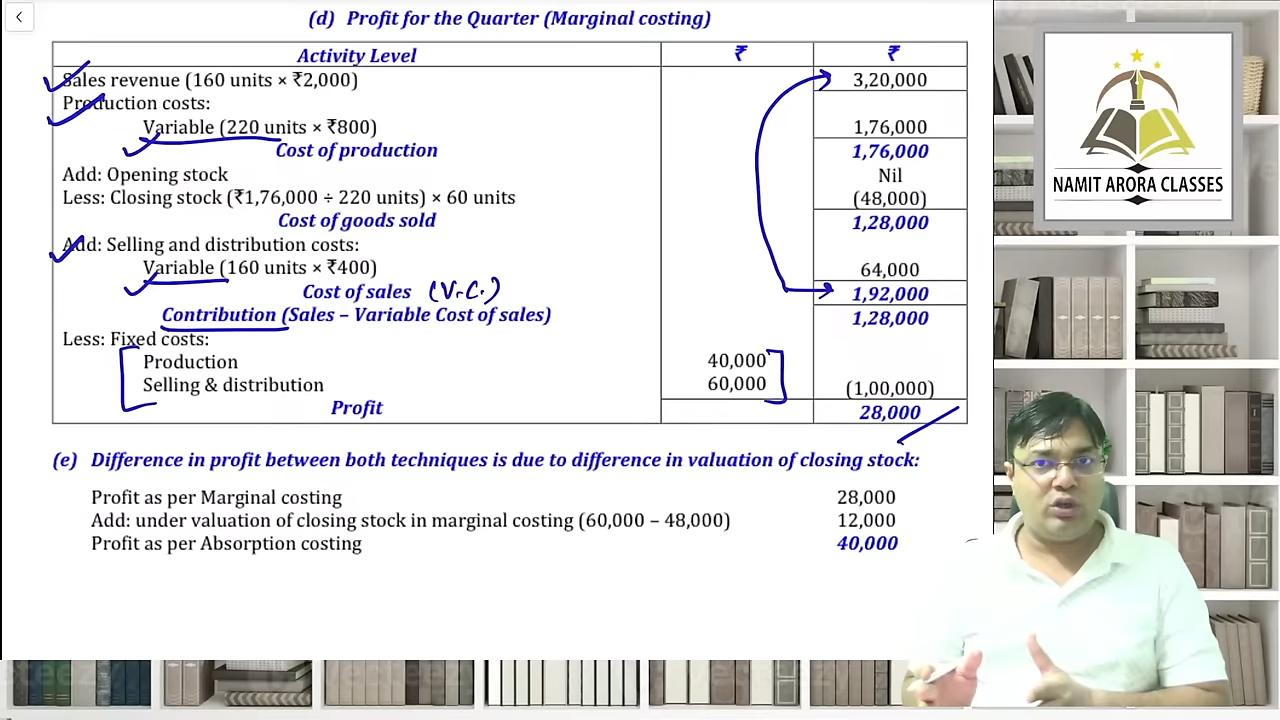 (d) Profit for the Quarter (Marginal costing)
Activity Level ₹ ₹
Sales revenue (160 units × ₹2,000) 3,20,000
Production costs:
Variable (220 units × ₹800) 1,76,000
Cost of production 1,76,000
Add: Opening stock Nil
Less: Closing stock (₹1,76,000 ÷ 220 units) × 60 units (48,000)
Cost of goods sold 1,28,000
Add: Selling and distribution costs:
Variable (160 units × ₹400) 64,000
Cost of sales (V.C.) 1,92,000
Contribution (Sales – Variable Cost of sales) 1,28,000
Less: Fixed costs:
Production 40,000
Selling & distribution 60,000 (1,00,000)
Profit 28,000
(e) Difference in profit between both techniques is due to difference in valuation of closing stock:
Profit as per Marginal costing 28,000
Add: under valuation of closing stock in marginal costing (60,000 – 48,000) 12,000
Profit as per Absorption costing 40,000
NAMIT ARORA CLASSES